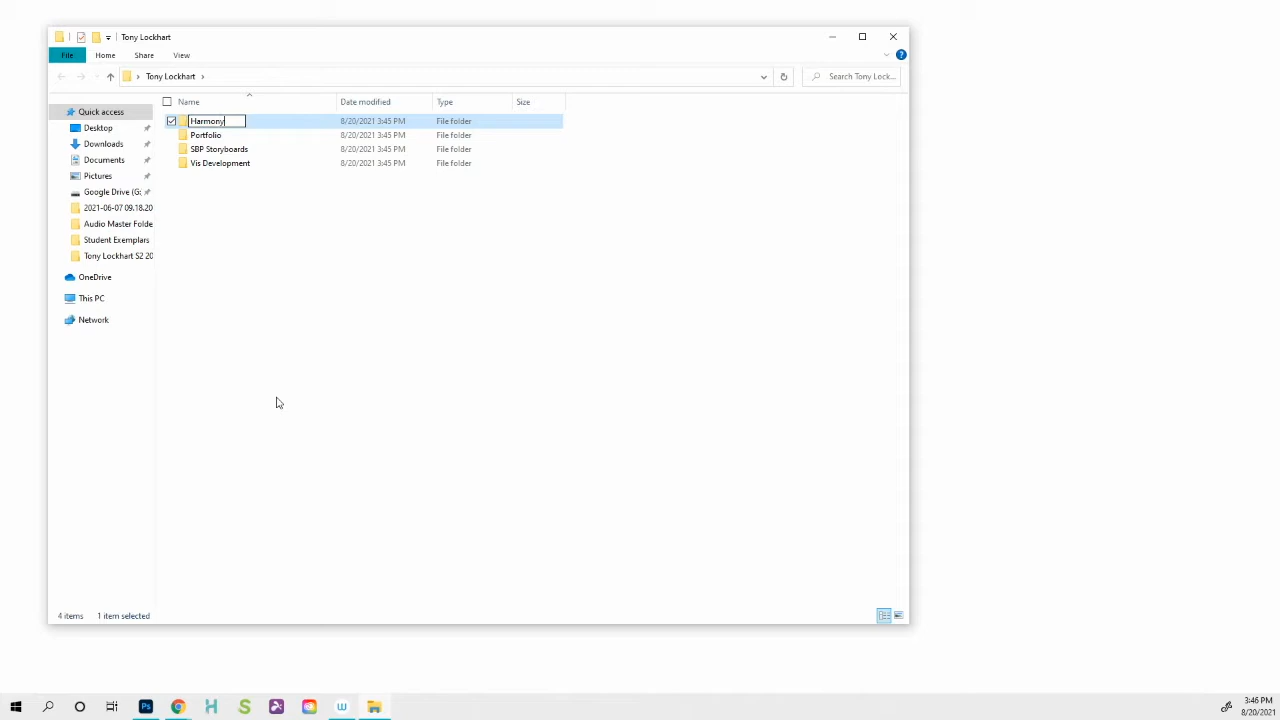 Tony Lockhart
File Home Share View
Tony Lockhart
Search Tony Lock...
Name Date modified Type Size
Harmony 8/20/2021 3:45 PM File folder
Portfolio 8/20/2021 3:45 PM File folder
SBP Storyboards 8/20/2021 3:45 PM File folder
Vis Development 8/20/2021 3:45 PM File folder
Quick access
Desktop
Downloads
Documents
Pictures
Google Drive (G:
2021-06-07 09.18.20
Audio Master Folde
Student Exemplars
Tony Lockhart S2 20
OneDrive
This PC
Network
4 items 1 item selected
Ps H S w
3:46 PM
8/20/2021